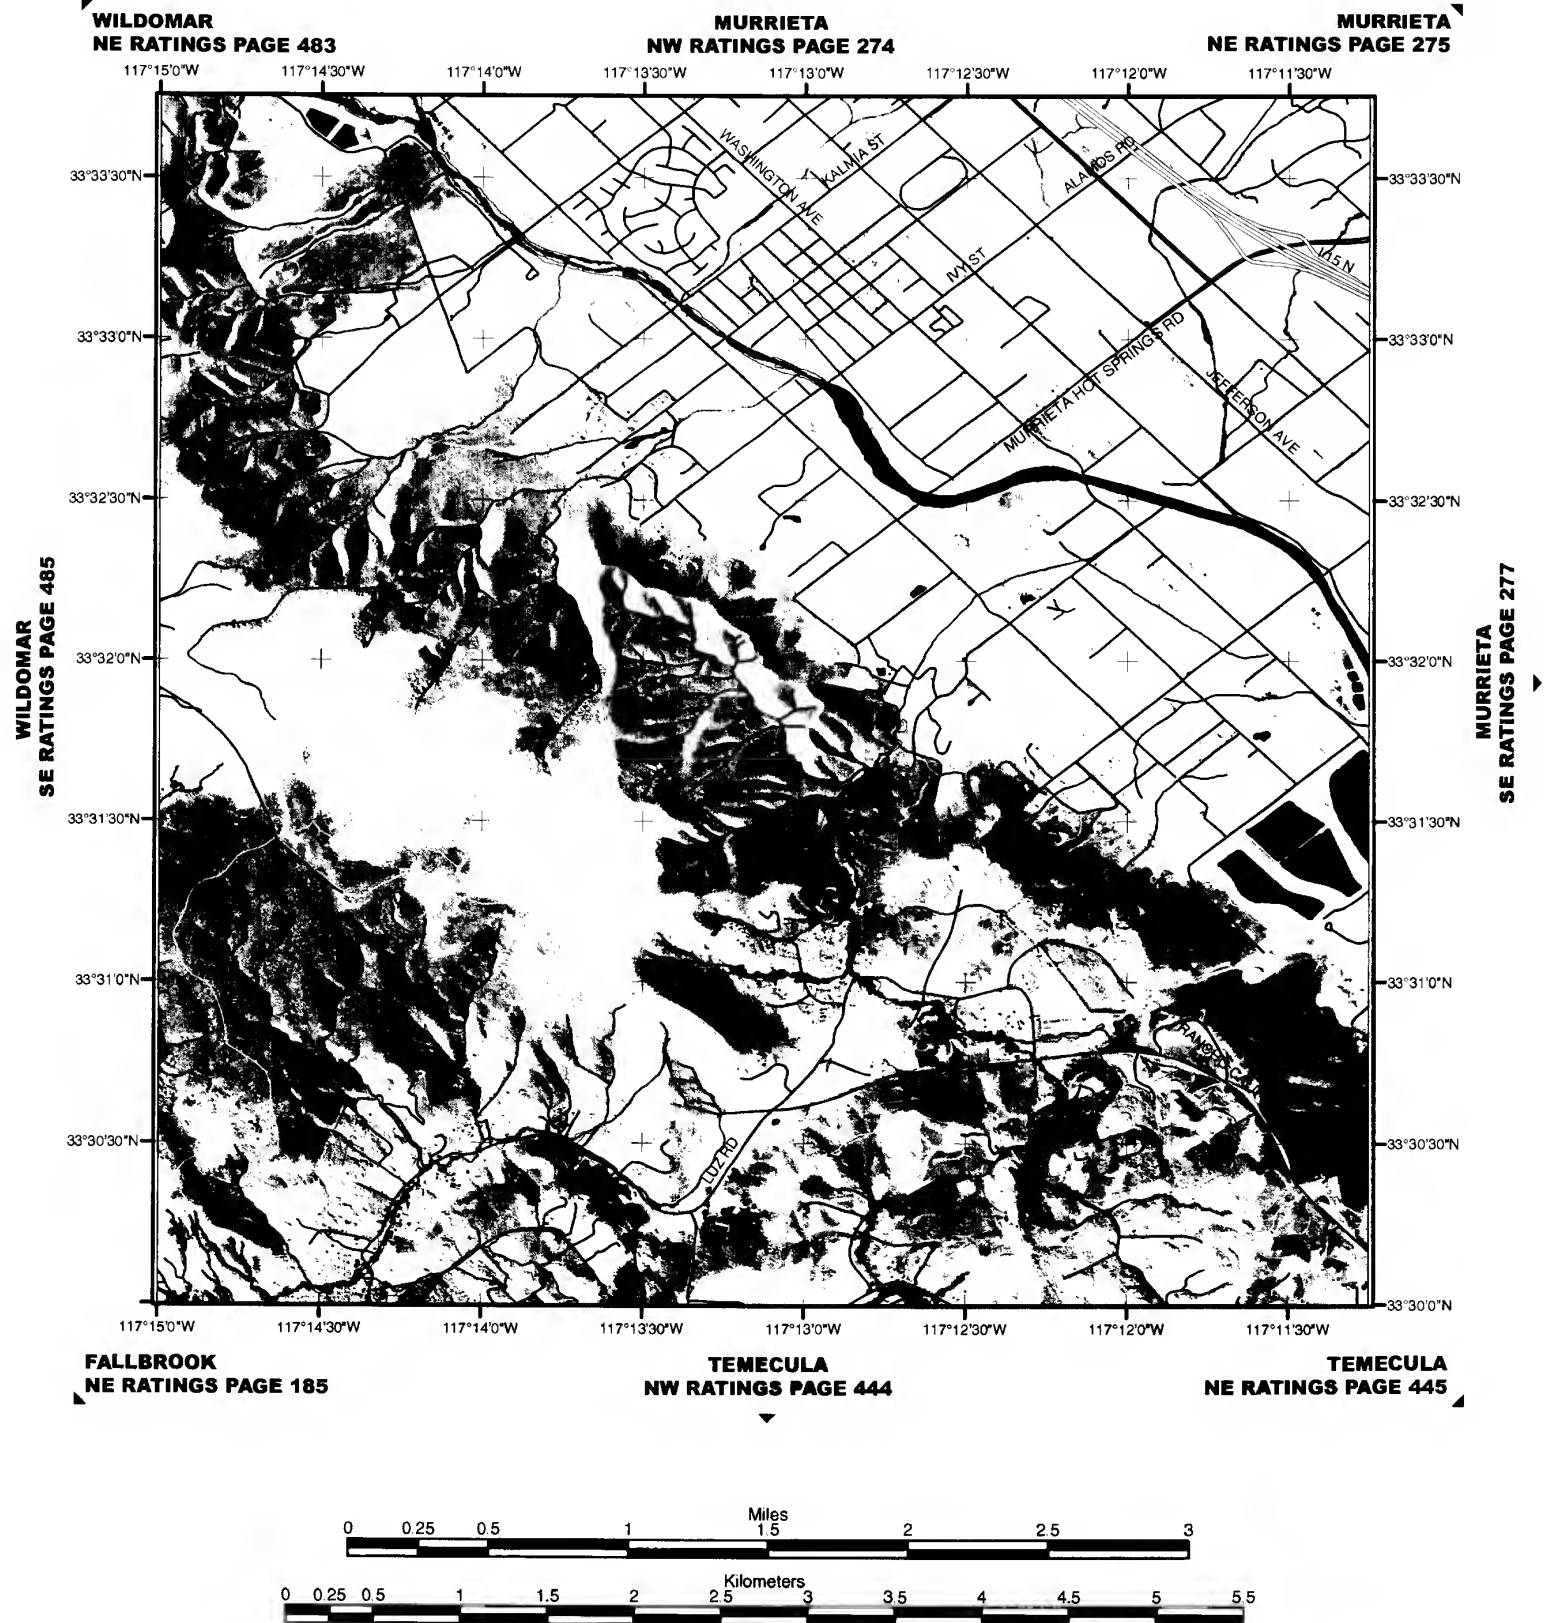 WILDOMAR
NE RATINGS PAGE 483
MURRIETA
NW RATINGS PAGE 274
MURRIETA
NE RATINGS PAGE 275
117°15'0"W 117°14'30"W 117°14'0"W 117°13'30"W 117°13'0"W 117°12'30"W 117°12'0"W 117°11'30"W
33°33'30"N
33°33'0"N
33°32'30"N
33°32'0"N
33°31'30"N
33°31'0"N
33°30'30"N
WILDOMAR
SE RATINGS PAGE 485
WASHINGTON AVE
KALMIA ST
ALAMOS RD
IVY ST
I-15 N
MURRIETA HOT SPRINGS RD
JEFFERSON AVE
LUZ RD
33°33'30"N
33°33'0"N
33°32'30"N
33°32'0"N
33°31'30"N
33°31'0"N
33°30'30"N
33°30'0"N
MURRIETA
SE RATINGS PAGE 277
117°15'0"W 117°14'30"W 117°14'0"W 117°13'30"W 117°13'0"W 117°12'30"W 117°12'0"W 117°11'30"W
FALLBROOK
NE RATINGS PAGE 185
TEMECULA
NW RATINGS PAGE 444
TEMECULA
NE RATINGS PAGE 445
Miles
0 0.25 0.5 1 1.5 2 2.5 3
Kilometers
0 0.25 0.5 1 1.5 2 2.5 3 3.5 4 4.5 5 5.5